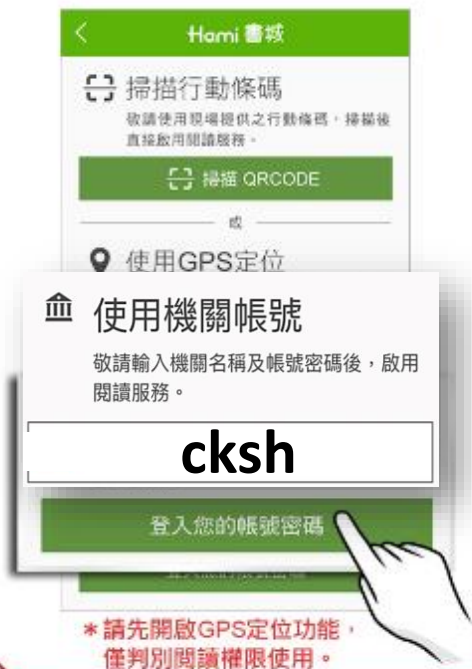 Hami 書城
掃描行動條碼
敬請使用現場提供之行動條碼，掃描後
直接啟用閱讀服務。
掃描 QRCODE
或
使用GPS定位
使用機關帳號
敬請輸入機關名稱及帳號密碼後，啟用
閱讀服務。
cksh
登入您的帳號密碼
＊請先開啟GPS定位功能，
僅判別閱讀權限使用。